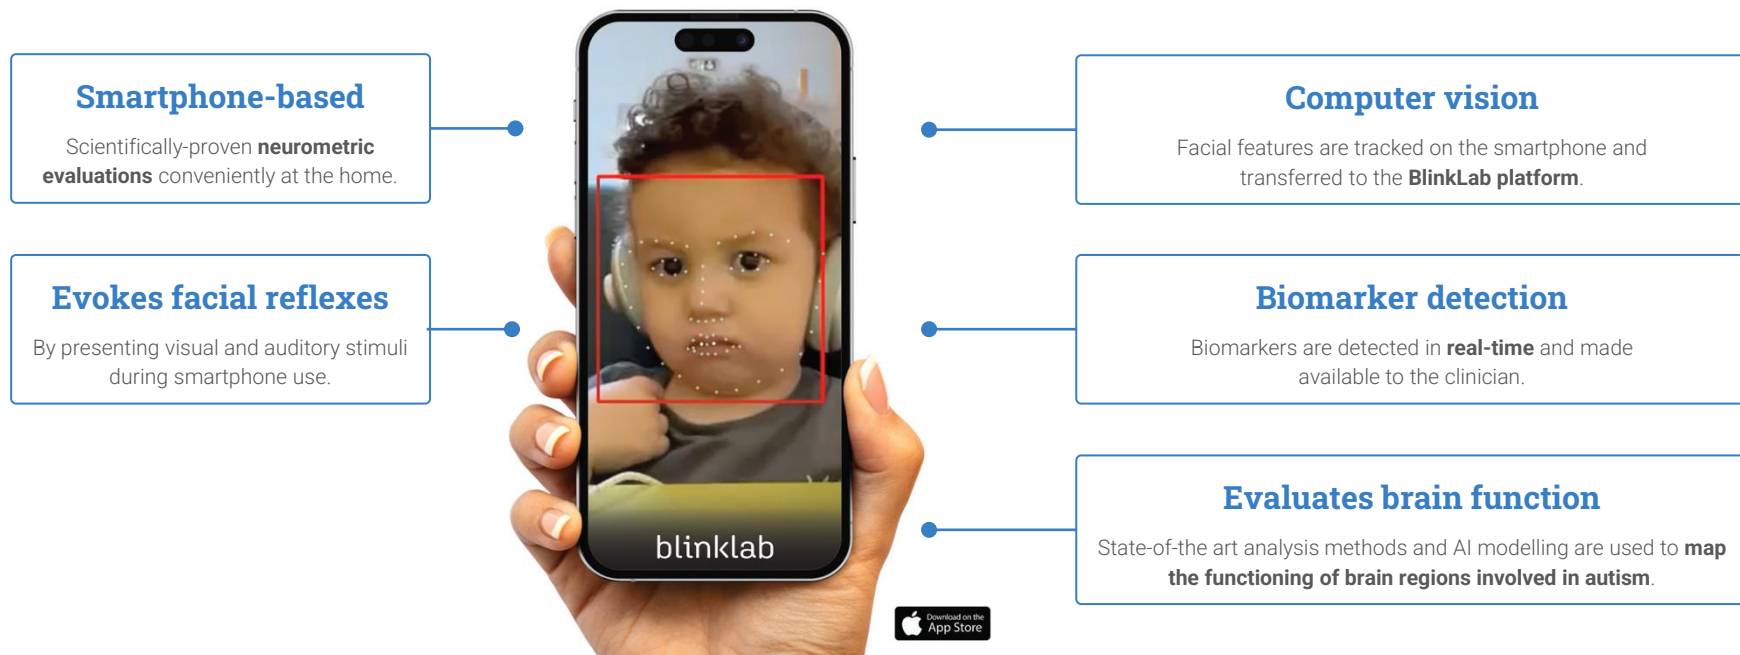 Smartphone-based
Scientifically-proven neurometric
evaluations conveniently at the home.
Evokes facial reflexes
By presenting visual and auditory stimuli
during smartphone use.
blinklab
Download on the
App Store
Computer vision
Facial features are tracked on the smartphone and
transferred to the BlinkLab platform.
Biomarker detection
Biomarkers are detected in real-time and made
available to the clinician.
Evaluates brain function
State-of-the art analysis methods and AI modelling are used to map
the functioning of brain regions involved in autism.